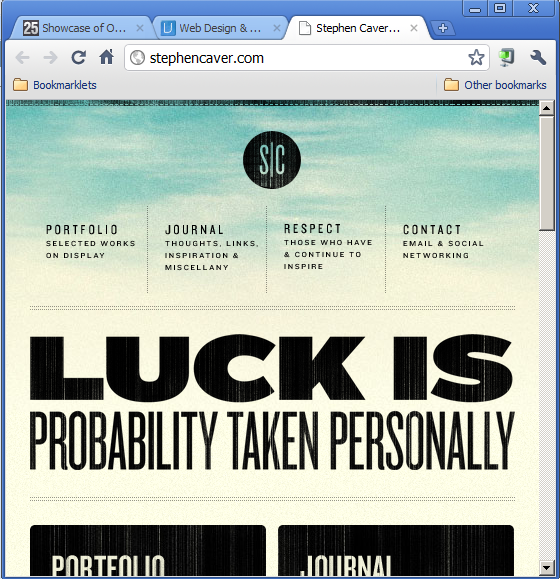 25 Showcase of O...
U Web Design & ...
Stephen Caver...
stephencaver.com
Bookmarklets
Other bookmarks
S|C
PORTFOLIO
SELECTED WORKS
ON DISPLAY
JOURNAL
THOUGHTS, LINKS,
INSPIRATION &
MISCELLANY
RESPECT
THOSE WHO HAVE
& CONTINUE TO
INSPIRE
CONTACT
EMAIL & SOCIAL
NETWORKING
LUCK IS
PROBABILITY TAKEN PERSONALLY
PORTFOLIO
JOURNAL